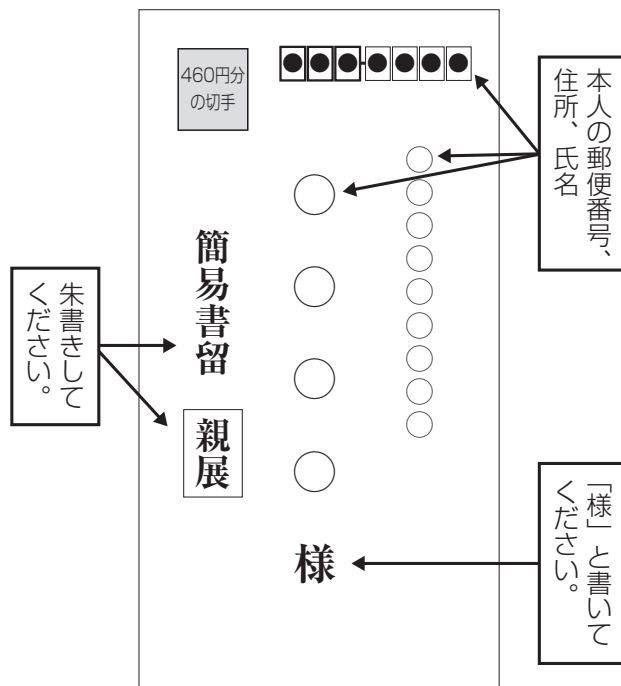 460円分
の切手
本人の郵便番号、
住所、氏名
簡易書留
親展
朱書きして
ください。
様
「様」と書いて
ください。